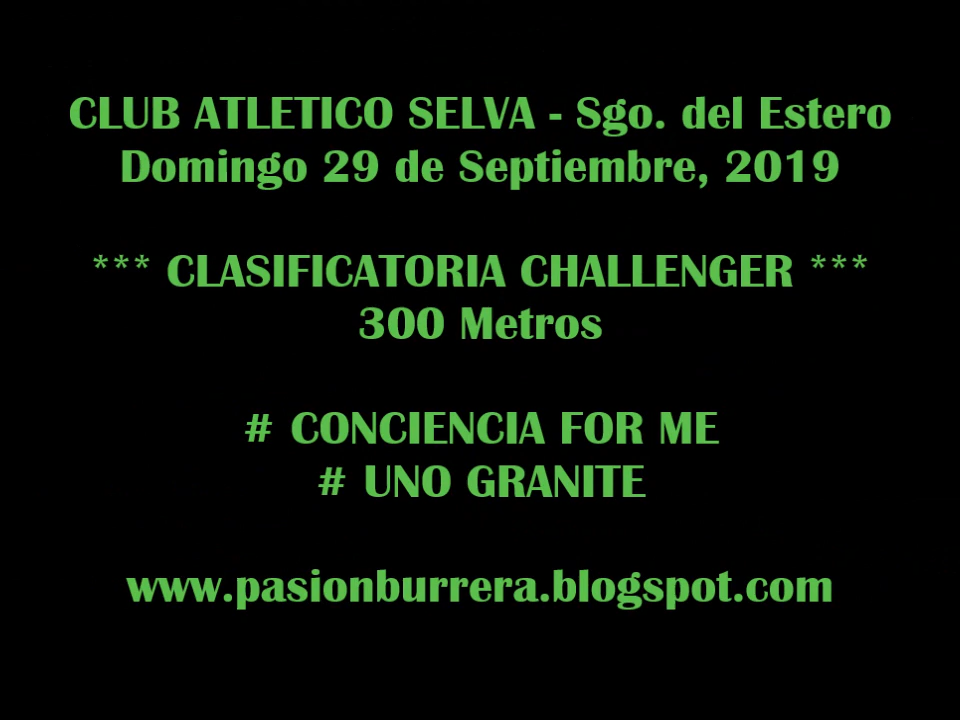 CLUB ATLETICO SELVA - Sgo. del Estero
Domingo 29 de Septiembre, 2019
*** CLASIFICATORIA CHALLENGER ***
300 Metros
# CONCIENCIA FOR ME
# UNO GRANITE
www.pasionburrera.blogspot.com